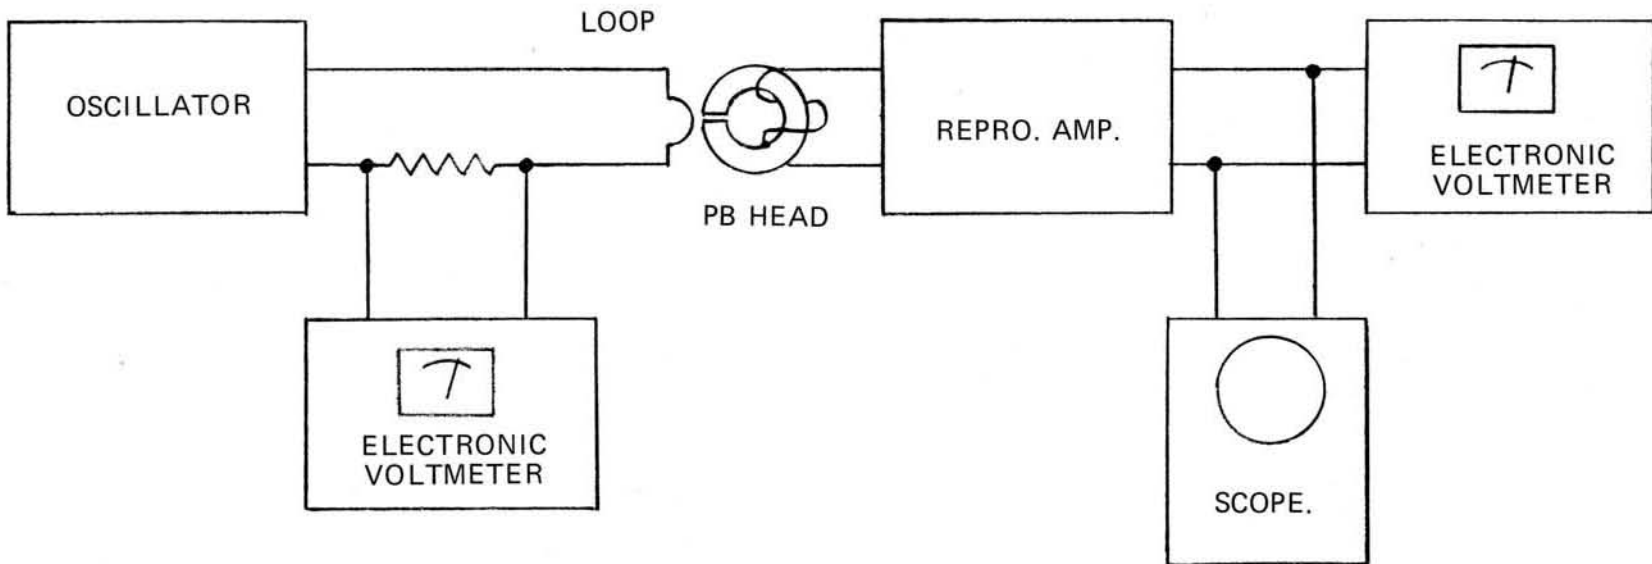 LOOP
OSCILLATOR
PB HEAD
REPRO. AMP.
ELECTRONIC
VOLTMETER
ELECTRONIC
VOLTMETER
SCOPE.